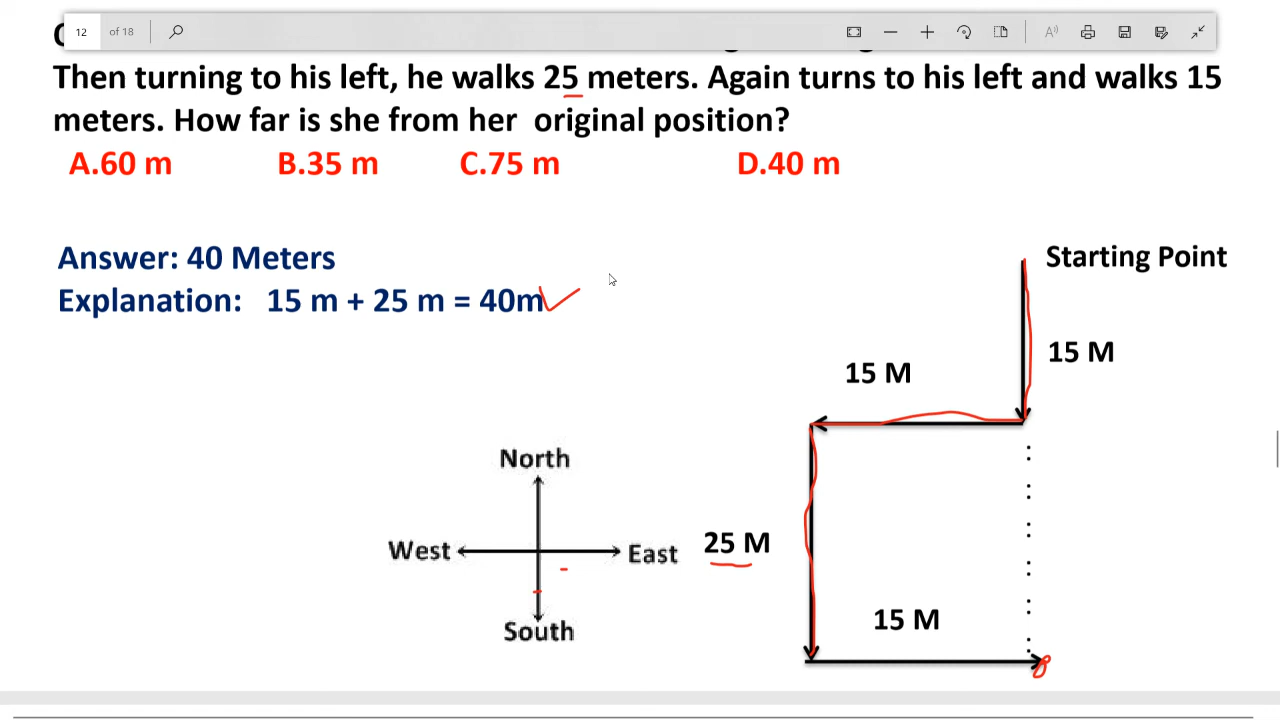 12 of 18
Then turning to his left, he walks 25 meters. Again turns to his left and walks 15
meters. How far is she from her original position?
A.60 m B.35 m C.75 m D.40 m
Answer: 40 Meters
Explanation: 15 m + 25 m = 40m
Starting Point
15 M
15 M
North
West
East
25 M
15 M
South